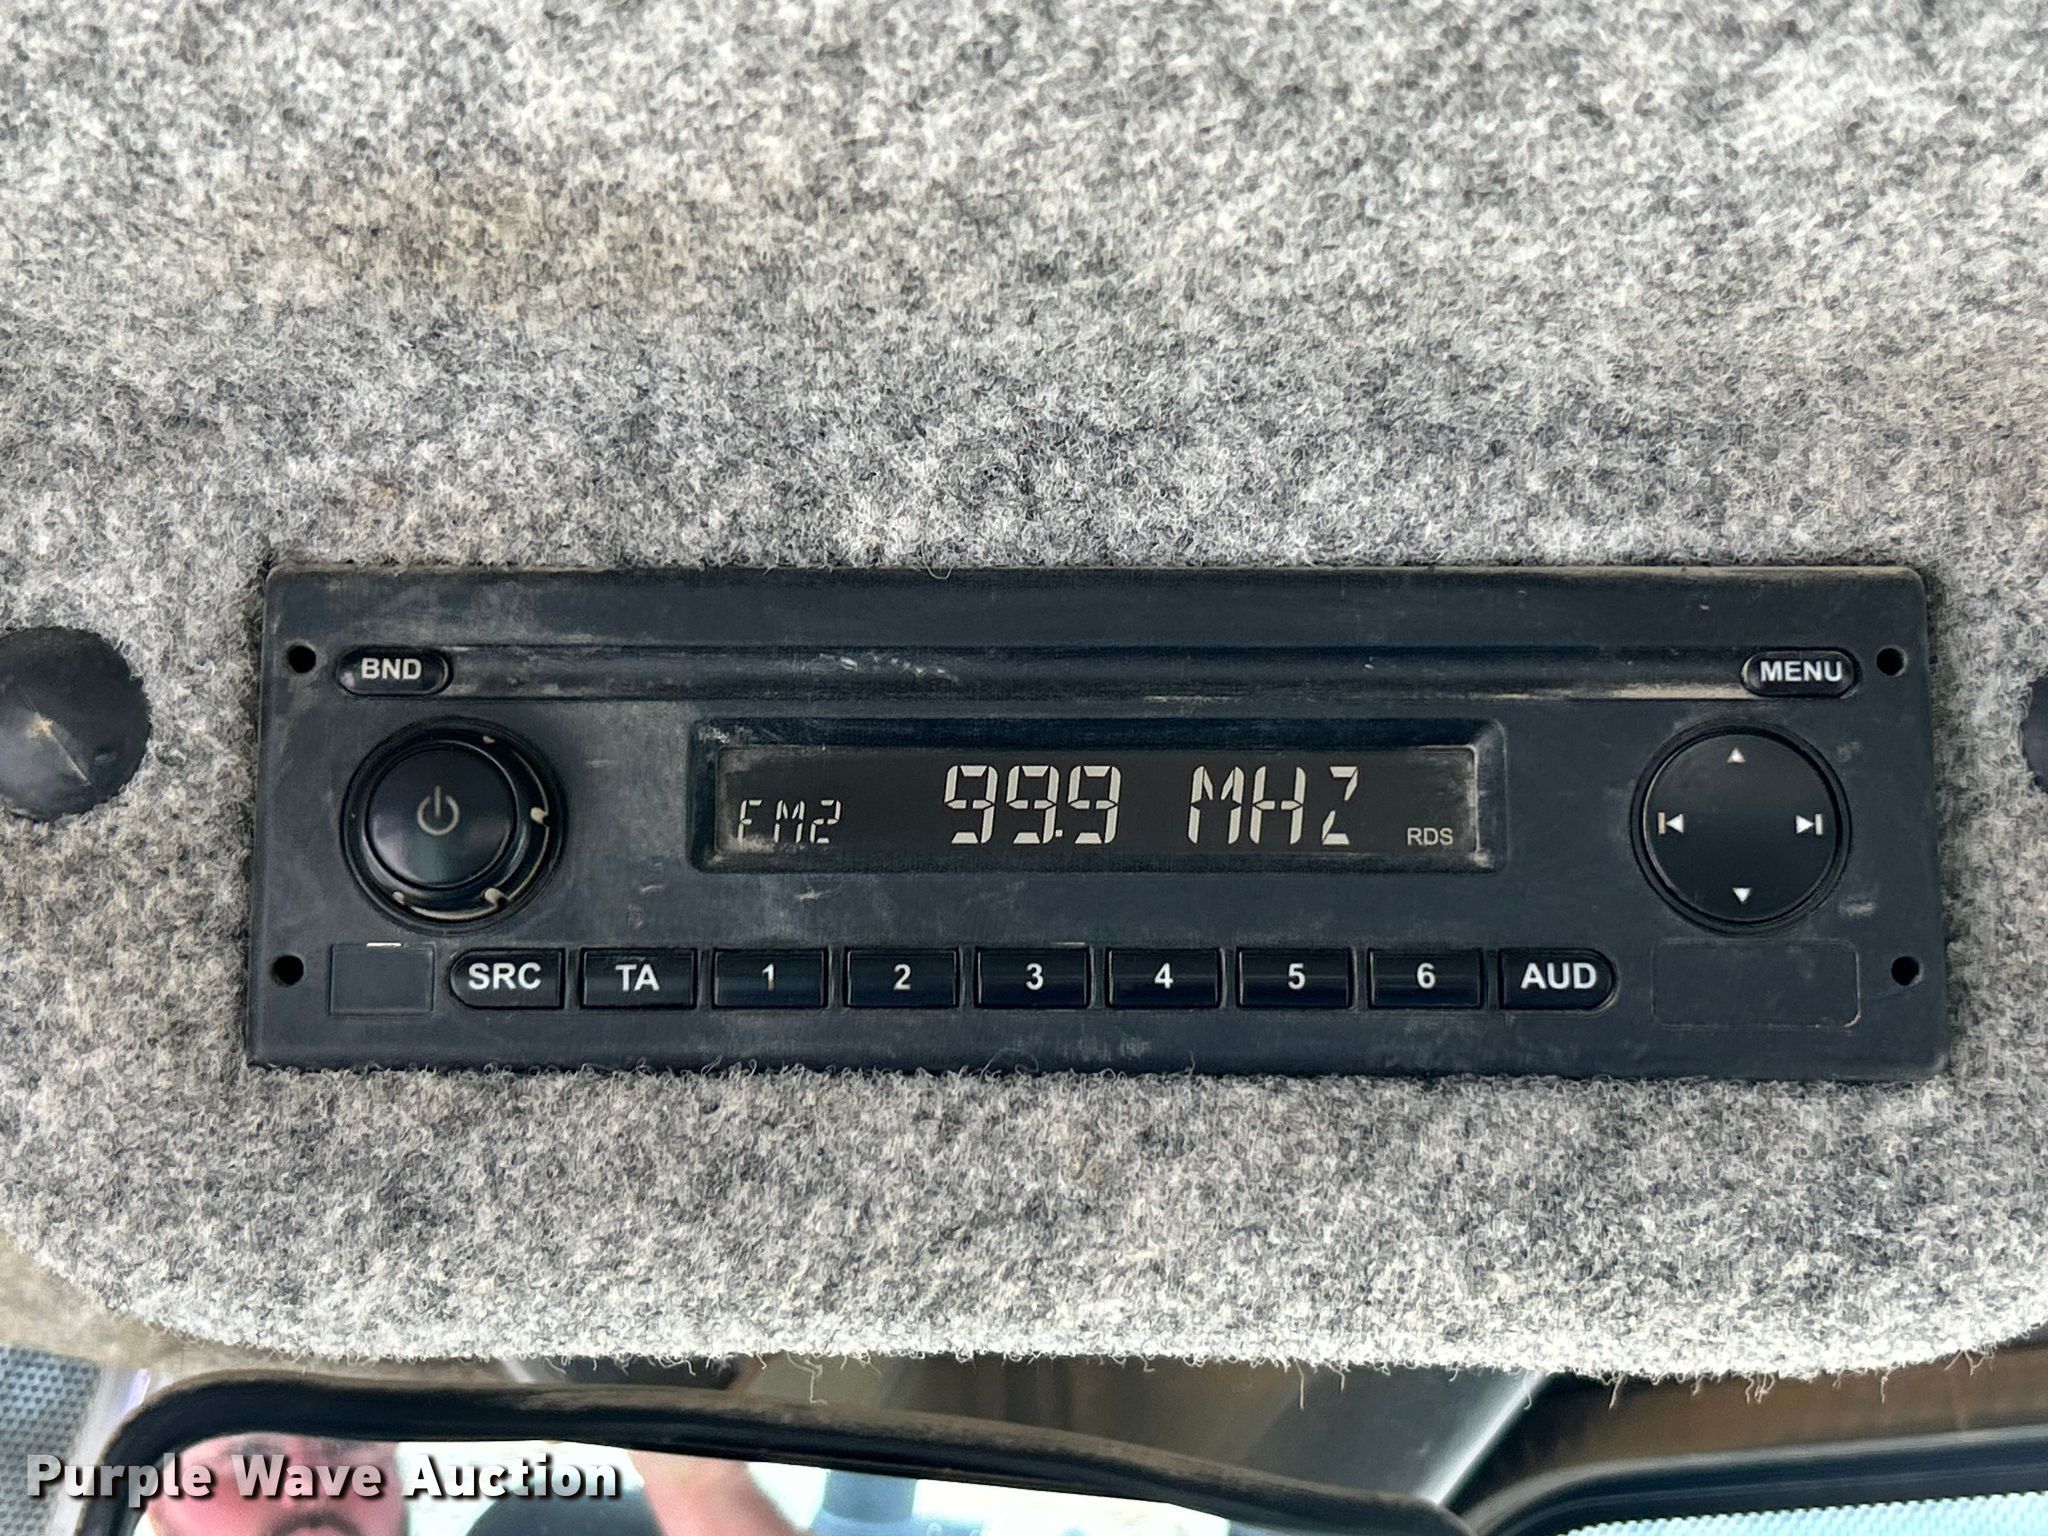 BND
MENU
FM2 99.9 MHZ RDS
SRC TA 1 2 3 4 5 6 AUD
Purple Wave Auction